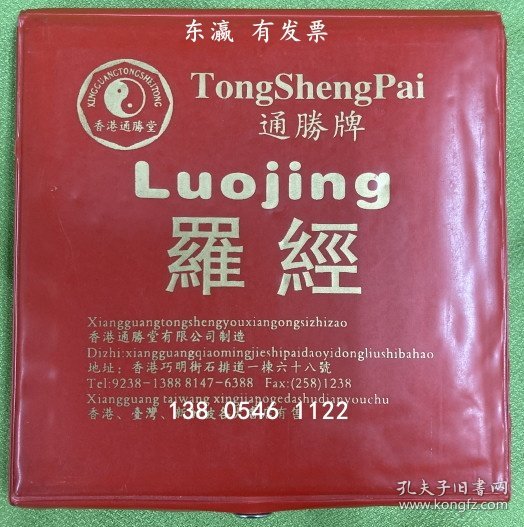 东瀛 有发票
XINGGUANGTONGSHENTONG
香港通勝堂
TongShengPai
通勝牌
Luojing
羅經
Xiangguangtongshengyouxiangongsizhizao
香港通勝堂有限公司制造
Dizhi:xiangguangqiaomingjieshipaidaoyidongliushibahao
地址：香港巧明街石排道一棟六十八號
Tel:9238-1388 8147-6388 Fax:(258)1238
Xiangguang taiwang xingjiapogedashudianyouchu
香港、臺灣、
有售
138 0546 1122
孔夫子旧书网
www.kongfz.com